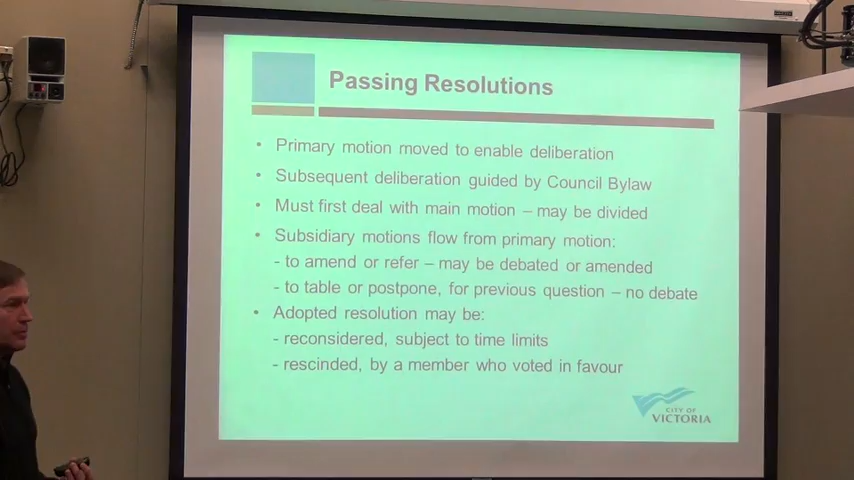 Passing Resolutions
• Primary motion moved to enable deliberation
• Subsequent deliberation guided by Council Bylaw
• Must first deal with main motion – may be divided
• Subsidiary motions flow from primary motion:
- to amend or refer – may be debated or amended
- to table or postpone, for previous question – no debate
• Adopted resolution may be:
- reconsidered, subject to time limits
- rescinded, by a member who voted in favour
CITY OF
VICTORIA